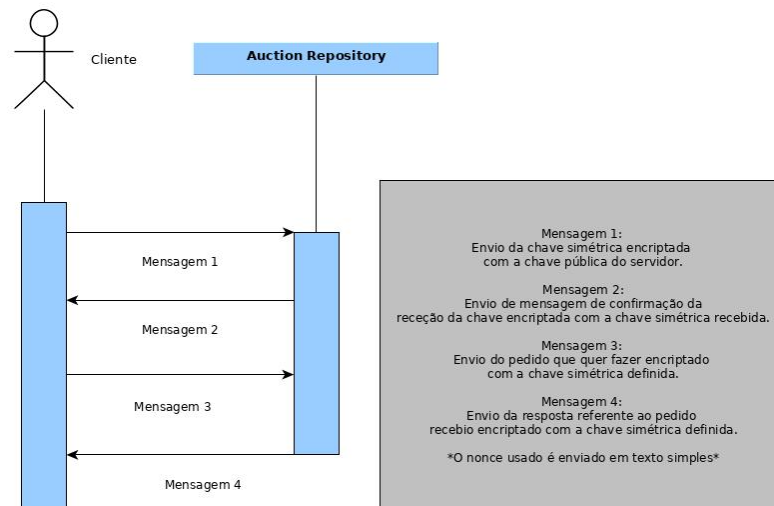 Cliente
Auction Repository
Mensagem 1
Mensagem 2
Mensagem 3
Mensagem 4
Mensagem 1:
Envio da chave simétrica encriptada
com a chave pública do servidor.
Mensagem 2:
Envio de mensagem de confirmação da
receção da chave encriptada com a chave simétrica recebida.
Mensagem 3:
Envio do pedido que quer fazer encriptado
com a chave simétrica definida.
Mensagem 4:
Envio da resposta referente ao pedido
recebio encriptado com a chave simétrica definida.
*O nonce usado é enviado em texto simples*